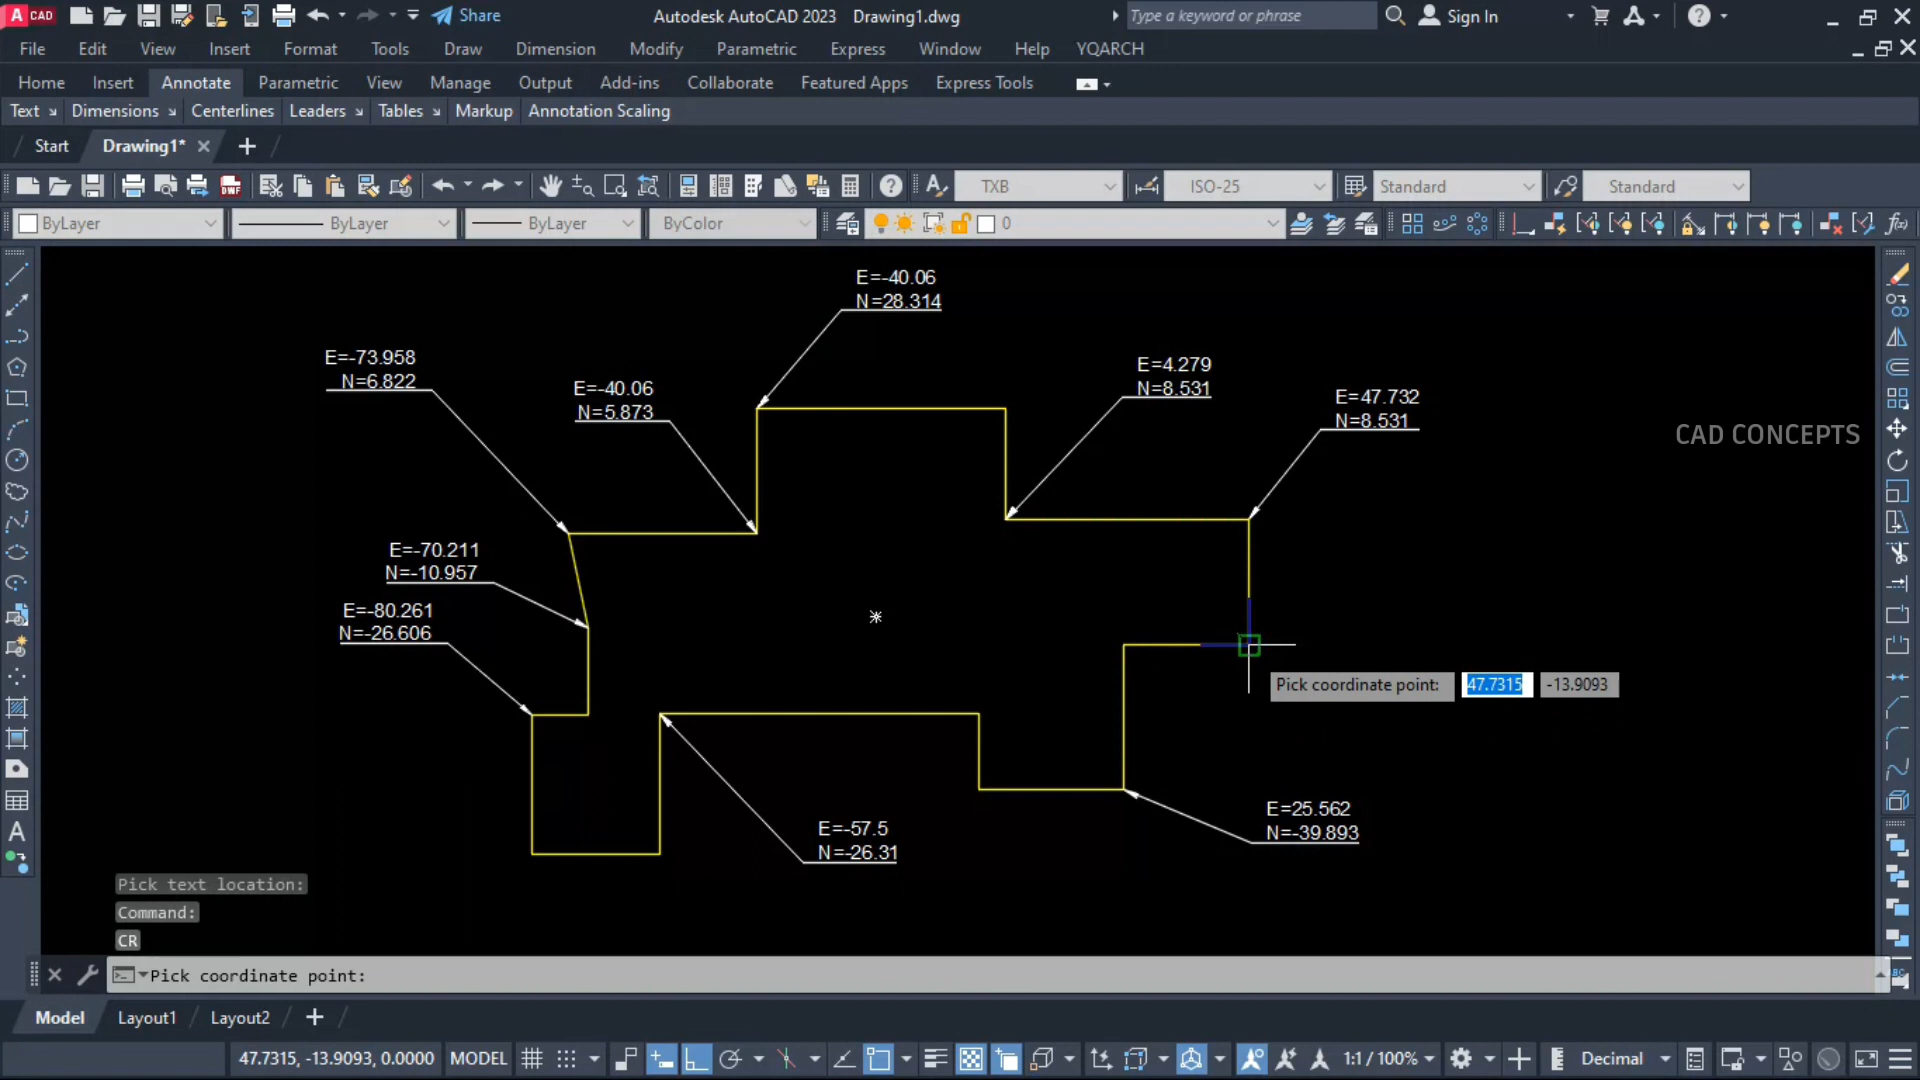 CAD
Share
Autodesk AutoCAD 2023 Drawing1.dwg
Type a keyword or phrase
Sign In
File Edit View Insert Format Tools Draw Dimension Modify Parametric Express Window Help YQARCH
Home Insert Annotate Parametric View Manage Output Add-ins Collaborate Featured Apps Express Tools
Text Dimensions Centerlines Leaders Tables Markup Annotation Scaling
Start Drawing1*
DWF
TXB ISO-25 Standard Standard
ByLayer ByLayer ByLayer ByColor 0
E=-40.06
N=28.314
E=-73.958
N=6.822
E=-40.06
N=5.873
E=4.279
N=8.531
E=47.732
N=8.531
CAD CONCEPTS
E=-70.211
N=-10.957
E=-80.261
N=-26.606
Pick coordinate point: 47.7315 -13.9093
E=-57.5
N=-26.31
E=25.562
N=-39.893
Pick text location:
Command:
CR
Pick coordinate point:
Model Layout1 Layout2
47.7315, -13.9093, 0.0000 MODEL 1:1 / 100% Decimal